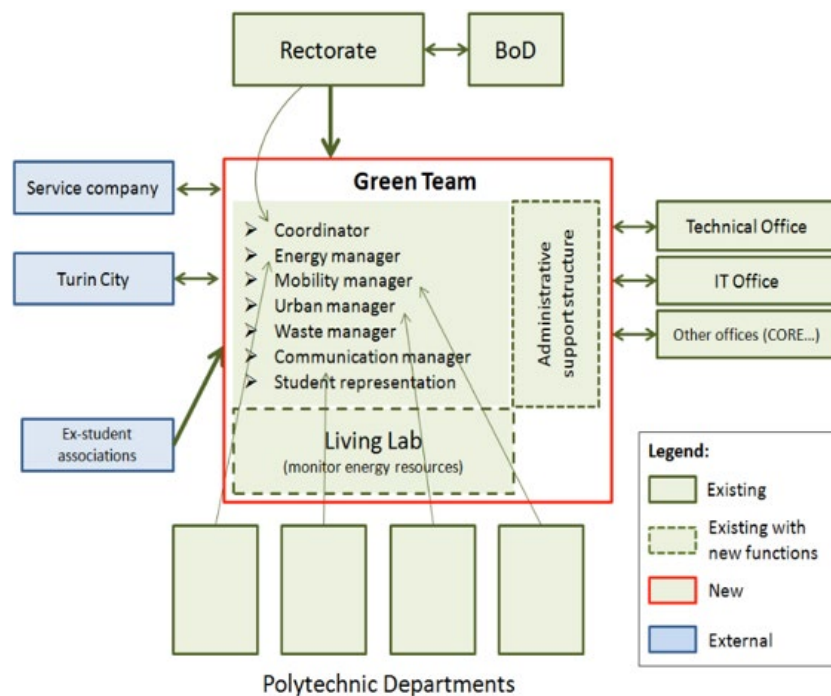 Rectorate
BoD
Service company
Turin City
Ex-student
associations
Green Team
➢ Coordinator
➢ Energy manager
➢ Mobility manager
➢ Urban manager
➢ Waste manager
➢ Communication manager
➢ Student representation
Administrative
support structure
Living Lab
(monitor energy resources)
Technical Office
IT Office
Other offices (CORE...)
Legend:
Existing
Existing with
new functions
New
External
Polytechnic Departments